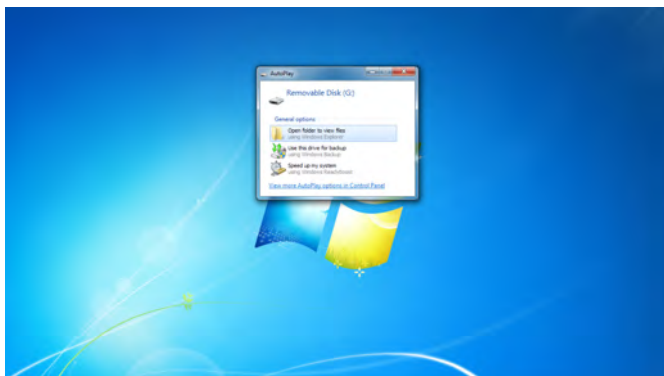 AutoPlay
Removable Disk (G:)
General options
Open folder to view files
using Windows Explorer
Use this drive for backup
using Windows Backup
Speed up my system
using Windows ReadyBoost
View more AutoPlay options in Control Panel